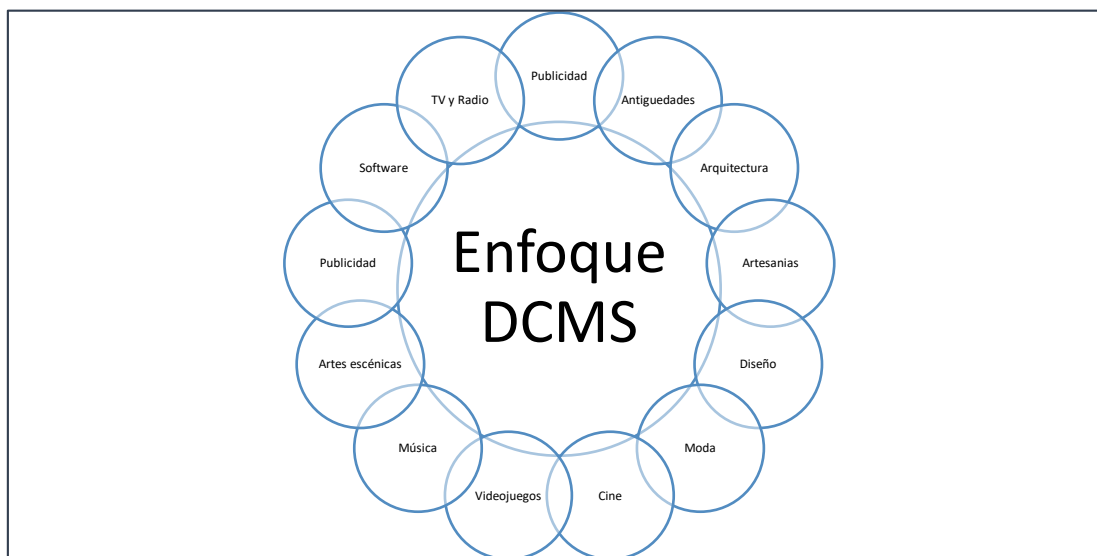 Publicidad
Antiguedades
Arquitectura
Artesanias
Diseño
Moda
Cine
Videojuegos
Música
Artes escénicas
Publicidad
Software
TV y Radio
Enfoque
DCMS